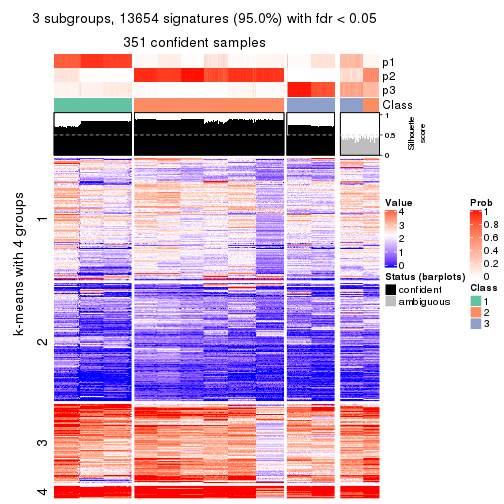 3 subgroups, 13654 signatures (95.0%) with fdr < 0.05
351 confident samples
p1
p2
p3
Class
1
0.5
0
Silhouette
score
k-means with 4 groups
1
2
3
4
Value
4
3
2
1
0
Status (barplots)
confident
ambiguous
Prob
1
0.8
0.6
0.4
0.2
0
Class
1
2
3